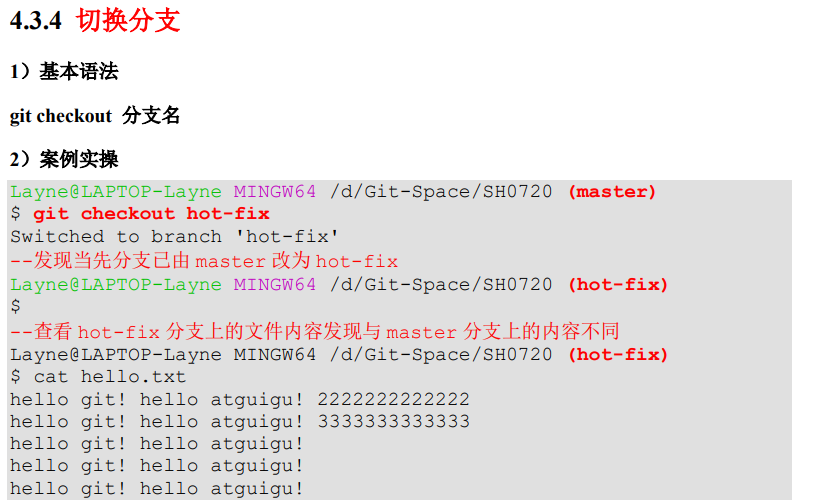 4.3.4 切换分支
1）基本语法
git checkout 分支名
2）案例实操
Layne@LAPTOP-Layne MINGW64 /d/Git-Space/SH0720 (master)
$ git checkout hot-fix
Switched to branch 'hot-fix'
--发现当先分支已由 master 改为 hot-fix
Layne@LAPTOP-Layne MINGW64 /d/Git-Space/SH0720 (hot-fix)
$
--查看 hot-fix 分支上的文件内容发现与 master 分支上的内容不同
Layne@LAPTOP-Layne MINGW64 /d/Git-Space/SH0720 (hot-fix)
$ cat hello.txt
hello git! hello atguigu! 2222222222222
hello git! hello atguigu! 3333333333333
hello git! hello atguigu!
hello git! hello atguigu!
hello git! hello atguigu!